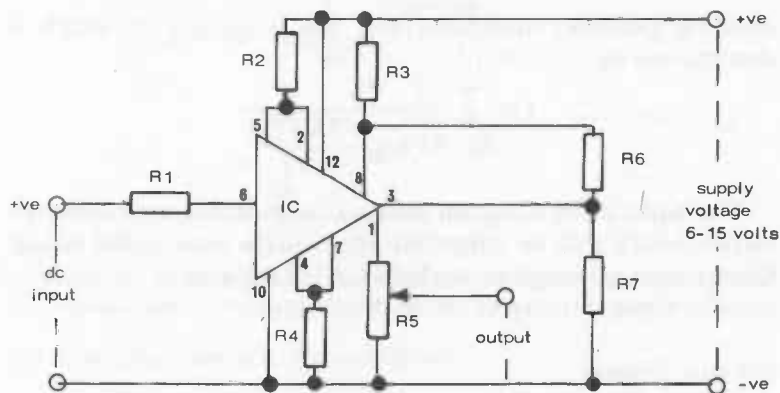 +ve
R2
R3
5
2
12
8
R6
R1
+ve
6
IC
3
supply
voltage
6-15 volts
1
7
4
dc
input
10
R4
R5
R7
output
-ve